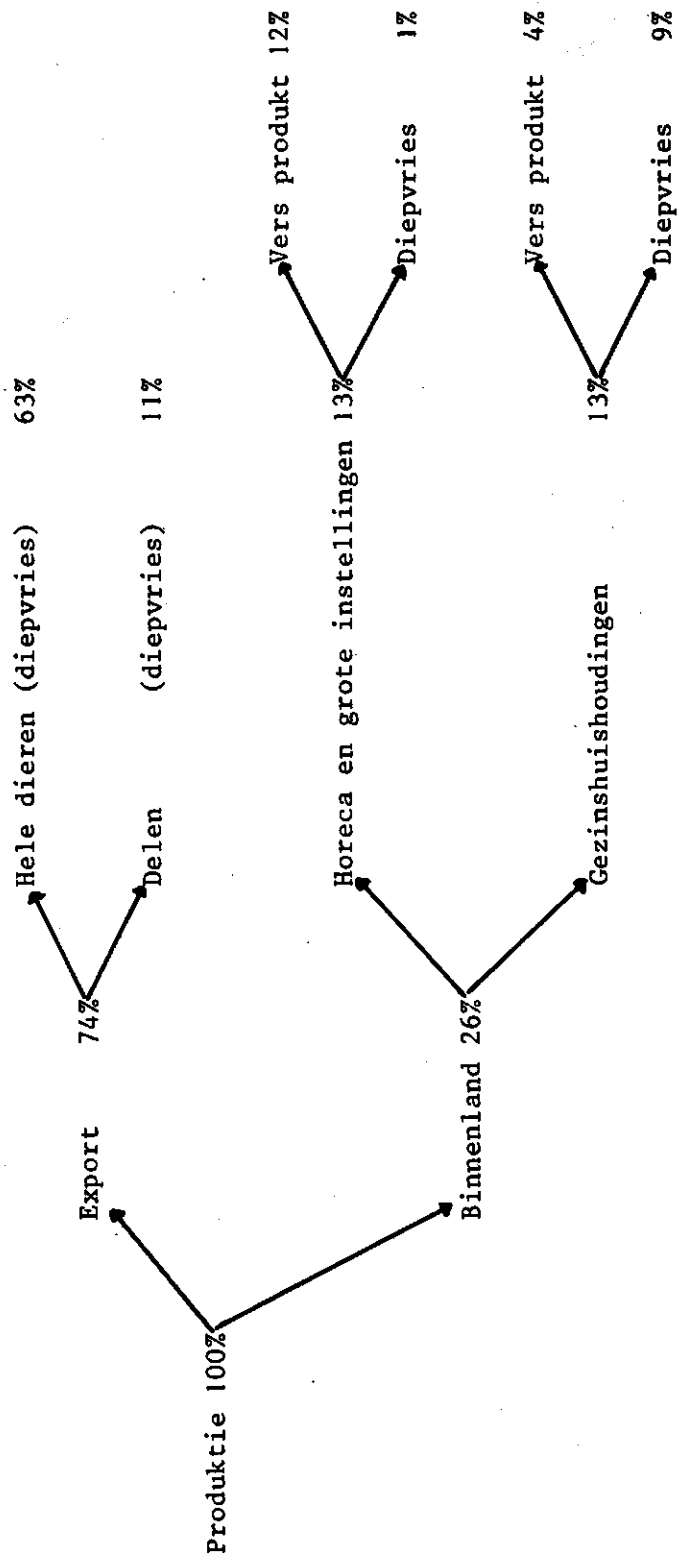 Hele dieren (diepvries) 63%
Export 74%
Delen (diepvries) 11%
Produktie 100%
Vers produkt 12%
Horeca en grote instellingen 13%
Diepvries 1%
Binnenland 26%
Vers produkt 4%
Gezinshuishoudingen 13%
Diepvries 9%